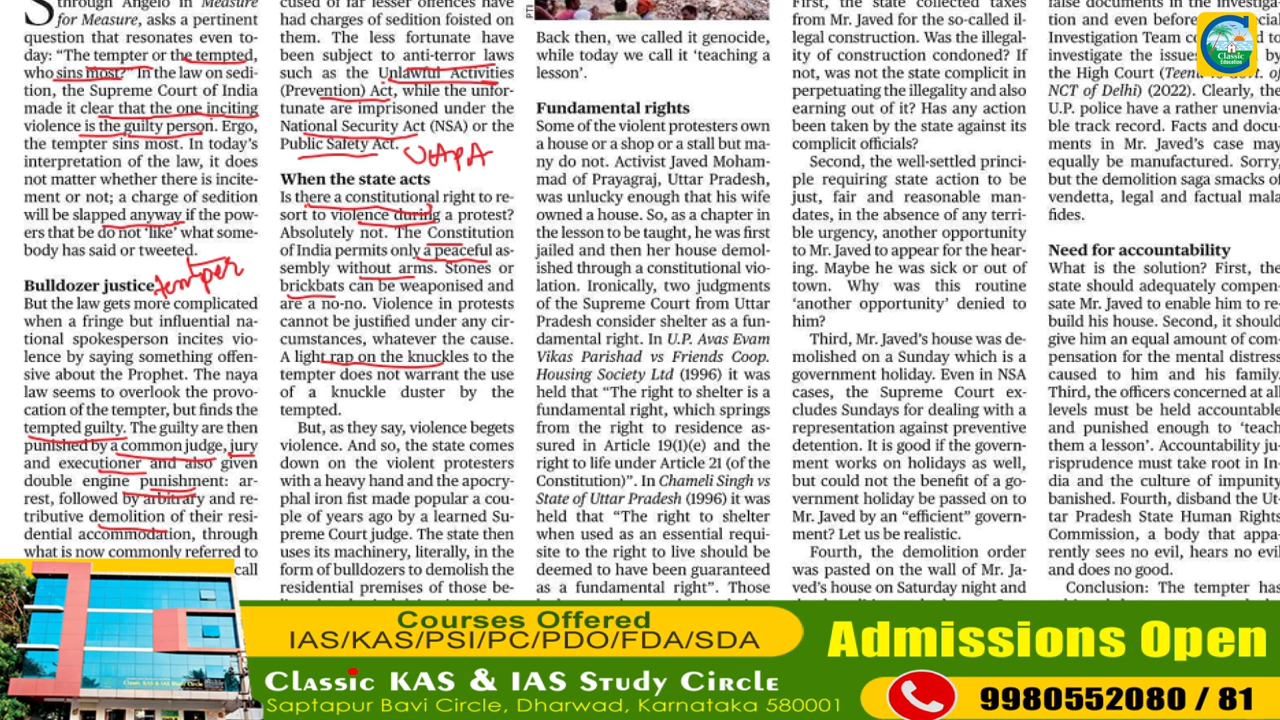 through Angelo in Measure
for Measure, asks a pertinent
question that resonates even to-
day: “The tempter or the tempted,
who sins most?” In the law on sedi-
tion, the Supreme Court of India
made it clear that the one inciting
violence is the guilty person. Ergo,
the tempter sins most. In today’s
interpretation of the law, it does
not matter whether there is incite-
ment or not; a charge of sedition
will be slapped anyway if the pow-
ers that be do not ‘like’ what some-
body has said or tweeted.
Bulldozer justice
tempter
But the law gets more complicated
when a fringe but influential na-
tional spokesperson incites vio-
lence by saying something offen-
sive about the Prophet. The naya
law seems to overlook the provo-
cation of the tempter, but finds the
tempted guilty. The guilty are then
punished by a common judge, jury
and executioner and also given
double engine punishment: ar-
rest, followed by arbitrary and re-
tributive demolition of their resi-
dential accommodation, through
what is now commonly referred to
call
cused of far lesser offences have
had charges of sedition foisted on
them. The less fortunate have
been subject to anti-terror laws
such as the Unlawful Activities
(Prevention) Act, while the unfor-
tunate are imprisoned under the
National Security Act (NSA) or the
Public Safety Act.
UAPA
When the state acts
Is there a constitutional right to re-
sort to violence during a protest?
Absolutely not. The Constitution
of India permits only a peaceful as-
sembly without arms. Stones or
brickbats can be weaponised and
are a no-no. Violence in protests
cannot be justified under any cir-
cumstances, whatever the cause.
A light rap on the knuckles to the
tempter does not warrant the use
of a knuckle duster by the
tempted.
But, as they say, violence begets
violence. And so, the state comes
down on the violent protesters
with a heavy hand and the apocry-
phal iron fist made popular a cou-
ple of years ago by a learned Su-
preme Court judge. The state then
uses its machinery, literally, in the
form of bulldozers to demolish the
residential premises of those be-
PTI
Back then, we called it genocide,
while today we call it ‘teaching a
lesson’.
Fundamental rights
Some of the violent protesters own
a house or a shop or a stall but ma-
ny do not. Activist Javed Moham-
mad of Prayagraj, Uttar Pradesh,
was unlucky enough that his wife
owned a house. So, as a chapter in
the lesson to be taught, he was first
jailed and then her house demol-
ished through a constitutional vio-
lation. Ironically, two judgments
of the Supreme Court from Uttar
Pradesh consider shelter as a fun-
damental right. In U.P. Avas Evam
Vikas Parishad vs Friends Coop.
Housing Society Ltd (1996) it was
held that “The right to shelter is a
fundamental right, which springs
from the right to residence as-
sured in Article 19(1)(e) and the
right to life under Article 21 (of the
Constitution)”. In Chameli Singh vs
State of Uttar Pradesh (1996) it was
held that “The right to shelter
when used as an essential requi-
site to the right to live should be
deemed to have been guaranteed
as a fundamental right”. Those
First, the state collected taxes
from Mr. Javed for the so-called il-
legal construction. Was the illegal-
ity of construction condoned? If
not, was not the state complicit in
perpetuating the illegality and also
earning out of it? Has any action
been taken by the state against its
complicit officials?
Second, the well-settled princi-
ple requiring state action to be
just, fair and reasonable man-
dates, in the absence of any terri-
ble urgency, another opportunity
to Mr. Javed to appear for the hear-
ing. Maybe he was sick or out of
town. Why was this routine
‘another opportunity’ denied to
him?
Third, Mr. Javed’s house was de-
molished on a Sunday which is a
government holiday. Even in NSA
cases, the Supreme Court ex-
cludes Sundays for dealing with a
representation against preventive
detention. It is good if the govern-
ment works on holidays as well,
but could not the benefit of a go-
vernment holiday be passed on to
Mr. Javed by an “efficient” govern-
ment? Let us be realistic.
Fourth, the demolition order
was pasted on the wall of Mr. Ja-
ved’s house on Saturday night and
false documents in the investiga-
tion and even before
Investigation Team to
investigate the issues by
the High Court (
NCT of Delhi) (2022). Clearly, the
U.P. police have a rather unenvia-
ble track record. Facts and docu-
ments in Mr. Javed’s case may
equally be manufactured. Sorry,
but the demolition saga smacks of
vendetta, legal and factual mala
fides.
Need for accountability
What is the solution? First, the
state should adequately compen-
sate Mr. Javed to enable him to re-
build his house. Second, it should
give him an equal amount of com-
pensation for the mental distress
caused to him and his family.
Third, the officers concerned at all
levels must be held accountable
and punished enough to ‘teach
them a lesson’. Accountability ju-
risprudence must take root in In-
dia and the culture of impunity
banished. Fourth, disband the Ut-
tar Pradesh State Human Rights
Commission, a body that appa-
rently sees no evil, hears no evil
and does no good.
Conclusion: The tempter has
Classic
Education
Courses Offered
IAS/KAS/PSI/PC/PDO/FDA/SDA
Classic KAS & IAS Study Circle
Saptapur Bavi Circle, Dharwad, Karnataka 580001
Admissions Open
9980552080 / 81